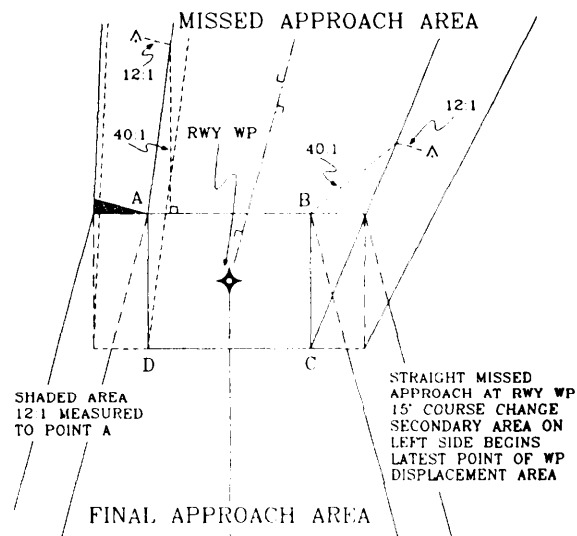 MISSED APPROACH AREA
12:1
12:1
40:1
RWY WP
40:1
A
B
D
C
SHADED AREA
12:1 MEASURED
TO POINT A
STRAIGHT MISSED
APPROACH AT RWY WP
15° COURSE CHANGE
SECONDARY AREA ON
LEFT SIDE BEGINS
LATEST POINT OF WP
DISPLACEMENT AREA
FINAL APPROACH AREA